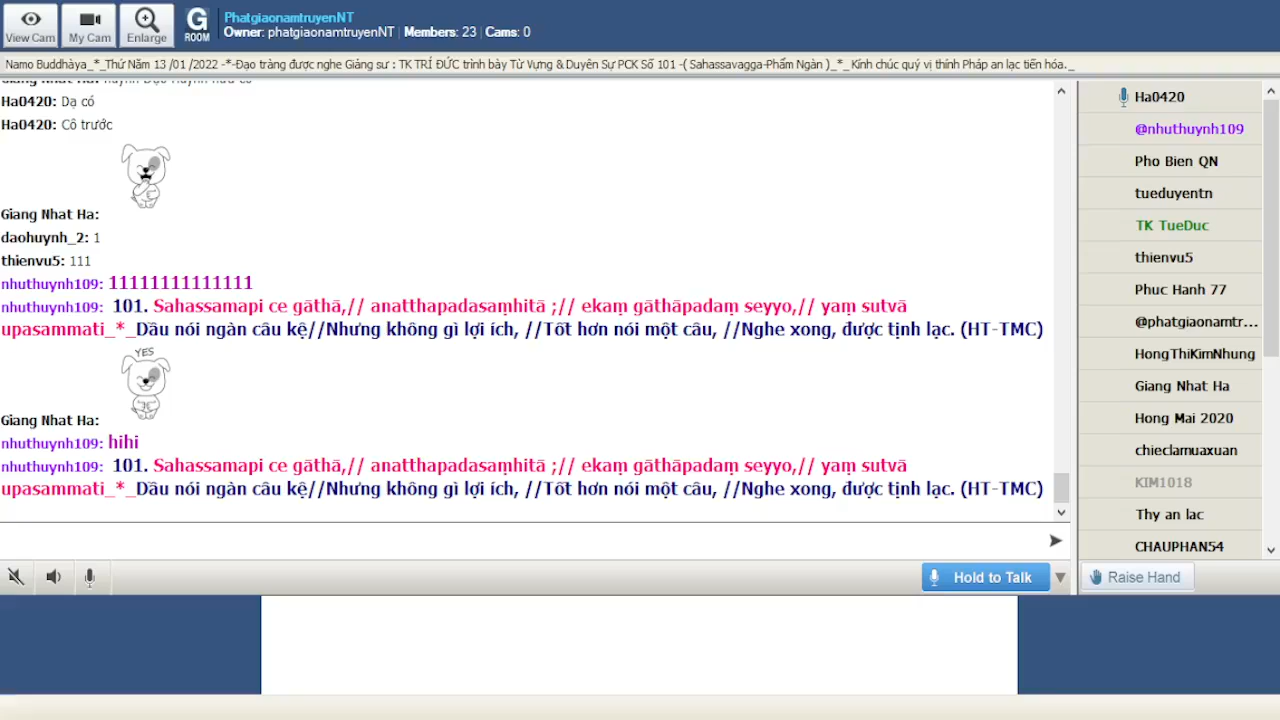 View Cam
My Cam
Enlarge
G
ROOM
PhatgiaonamtruyenNT
Owner: phatgiaonamtruyenNT | Members: 23 | Cams: 0
Namo Buddhàya_*_Thứ Năm 13 /01 /2022 -*-Đạo tràng được nghe Giảng sư : TK TRÍ ĐỨC trình bày Từ Vựng & Duyên Sự PCK Số 101 -( Sahassavagga-Phẩm Ngàn )_*_ Kính chúc quý vị thính Pháp an lạc tiến hóa._
Ha0420: Dạ có
Ha0420: Cô trước
Giang Nhat Ha:
daohuynh_2: 1
thienvu5: 111
nhuthuynh109: 11111111111111
nhuthuynh109: 101. Sahassamapi ce gāthā,// anatthapadasaṃhitā ;// ekaṃ gāthāpadaṃ seyyo,// yaṃ sutvā
upasammati_*_Dầu nói ngàn câu kệ//Nhưng không gì lợi ích, //Tốt hơn nói một câu, //Nghe xong, được tịnh lạc. (HT-TMC)
YES
Giang Nhat Ha:
nhuthuynh109: hihi
nhuthuynh109: 101. Sahassamapi ce gāthā,// anatthapadasaṃhitā ;// ekaṃ gāthāpadaṃ seyyo,// yaṃ sutvā
upasammati_*_Dầu nói ngàn câu kệ//Nhưng không gì lợi ích, //Tốt hơn nói một câu, //Nghe xong, được tịnh lạc. (HT-TMC)
Hold to Talk
Ha0420
@nhuthuynh109
Pho Bien QN
tueduyentn
TK TueDuc
thienvu5
Phuc Hanh 77
@phatgiaonamtr...
HongThiKimNhung
Giang Nhat Ha
Hong Mai 2020
chieclamuaxuan
KIM1018
Thy an lac
CHAUPHAN54
Raise Hand